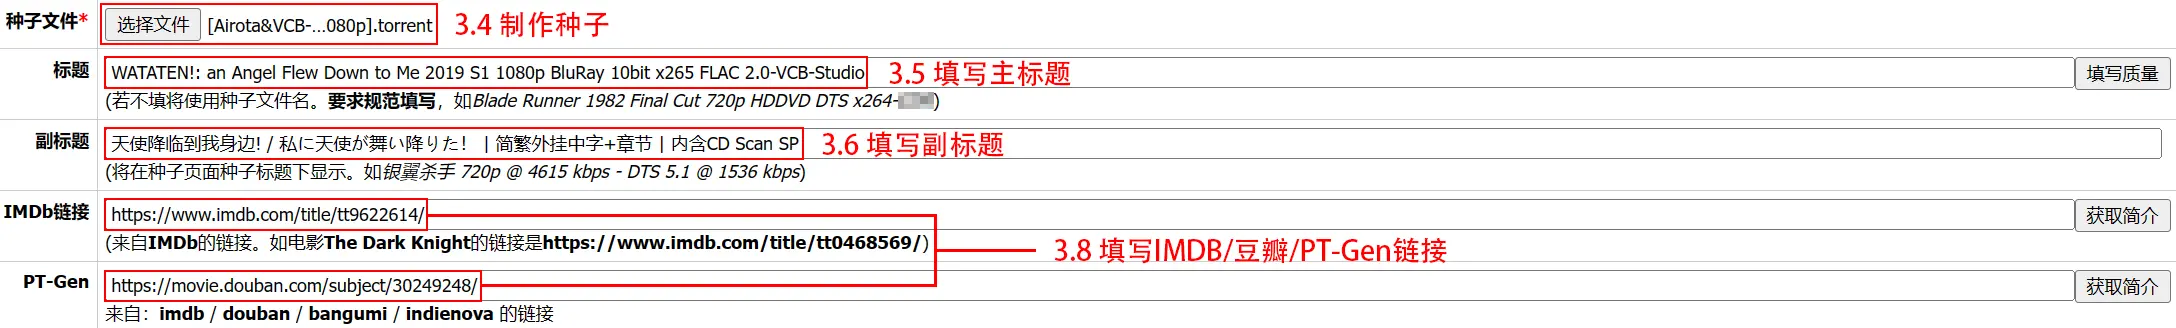 种子文件* 选择文件 [Airota&VCB-...080p].torrent 3.4 制作种子
标题 WATATEN!: an Angel Flew Down to Me 2019 S1 1080p BluRay 10bit x265 FLAC 2.0-VCB-Studio 3.5 填写主标题 填写质量
(若不填将使用种子文件名。要求规范填写，如Blade Runner 1982 Final Cut 720p HDDVD DTS x264-)
副标题 天使降临到我身边! / 私に天使が舞い降りた！ | 简繁外挂中字+章节 | 内含CD Scan SP 3.6 填写副标题
(将在种子页面种子标题下显示。如银翼杀手 720p @ 4615 kbps - DTS 5.1 @ 1536 kbps)
IMDb链接 https://www.imdb.com/title/tt9622614/ 获取简介
(来自IMDb的链接。如电影The Dark Knight的链接是https://www.imdb.com/title/tt0468569/)
3.8 填写IMDB/豆瓣/PT-Gen链接
PT-Gen https://movie.douban.com/subject/30249248/ 获取简介
来自：imdb / douban / bangumi / indienova 的链接